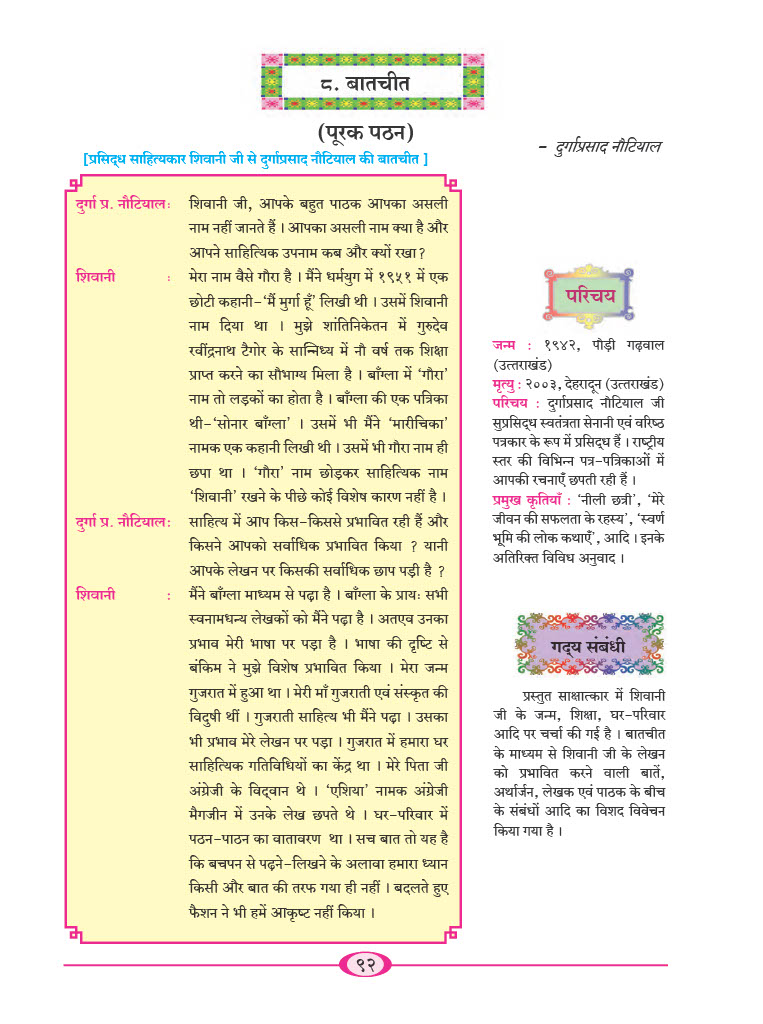 ८. बातचीत
(पूरक पठन)
– दुर्गाप्रसाद नौटियाल
[प्रसिद्ध साहित्यकार शिवानी जी से दुर्गाप्रसाद नौटियाल की बातचीत ]
दुर्गा प्र. नौटियाल: शिवानी जी, आपके बहुत पाठक आपका असली
नाम नहीं जानते हैं । आपका असली नाम क्या है और
आपने साहित्यिक उपनाम कब और क्यों रखा ?
शिवानी : मेरा नाम वैसे गौरा है । मैंने धर्मयुग में १९५१ में एक
छोटी कहानी–‘मैं मुर्गा हूँ’ लिखी थी । उसमें शिवानी
नाम दिया था । मुझे शांतिनिकेतन में गुरुदेव
रवींद्रनाथ टैगोर के सान्निध्य में नौ वर्ष तक शिक्षा
प्राप्त करने का सौभाग्य मिला है । बाँग्ला में ‘गौरा’
नाम तो लड़कों का होता है । बाँग्ला की एक पत्रिका
थी–‘सोनार बाँग्ला’ । उसमें भी मैंने ‘मारीचिका’
नामक एक कहानी लिखी थी । उसमें भी गौरा नाम ही
छपा था । ‘गौरा’ नाम छोड़कर साहित्यिक नाम
‘शिवानी’ रखने के पीछे कोई विशेष कारण नहीं है ।
दुर्गा प्र. नौटियाल: साहित्य में आप किस–किससे प्रभावित रही हैं और
किसने आपको सर्वाधिक प्रभावित किया ? यानी
आपके लेखन पर किसकी सर्वाधिक छाप पड़ी है ?
शिवानी : मैंने बाँग्ला माध्यम से पढ़ा है । बाँग्ला के प्रायः सभी
स्वनामधन्य लेखकों को मैंने पढ़ा है । अतएव उनका
प्रभाव मेरी भाषा पर पड़ा है । भाषा की दृष्टि से
बंकिम ने मुझे विशेष प्रभावित किया । मेरा जन्म
गुजरात में हुआ था । मेरी माँ गुजराती एवं संस्कृत की
विदुषी थीं । गुजराती साहित्य भी मैंने पढ़ा । उसका
भी प्रभाव मेरे लेखन पर पड़ा । गुजरात में हमारा घर
साहित्यिक गतिविधियों का केंद्र था । मेरे पिता जी
अंग्रेजी के विद्वान थे । ‘एशिया’ नामक अंग्रेजी
मैगजीन में उनके लेख छपते थे । घर–परिवार में
पठन–पाठन का वातावरण था । सच बात तो यह है
कि बचपन से पढ़ने–लिखने के अलावा हमारा ध्यान
किसी और बात की तरफ गया ही नहीं । बदलते हुए
फैशन ने भी हमें आकृष्ट नहीं किया ।
परिचय
जन्म : १९४२, पौड़ी गढ़वाल
(उत्तराखंड)
मृत्यु : २००३, देहरादून (उत्तराखंड)
परिचय : दुर्गाप्रसाद नौटियाल जी
सुप्रसिद्ध स्वतंत्रता सेनानी एवं वरिष्ठ
पत्रकार के रूप में प्रसिद्ध हैं । राष्ट्रीय
स्तर की विभिन्न पत्र–पत्रिकाओं में
आपकी रचनाएँ छपती रही हैं ।
प्रमुख कृतियाँ : ‘नीली छत्री’, ‘मेरे
जीवन की सफलता के रहस्य’, ‘स्वर्ण
भूमि की लोक कथाएँ’, आदि । इनके
अतिरिक्त विविध अनुवाद ।
गद्य संबंधी
प्रस्तुत साक्षात्कार में शिवानी
जी के जन्म, शिक्षा, घर–परिवार
आदि पर चर्चा की गई है । बातचीत
के माध्यम से शिवानी जी के लेखन
को प्रभावित करने वाली बातें,
अर्थार्जन, लेखक एवं पाठक के बीच
के संबंधों आदि का विशद विवेचन
किया गया है ।
९२